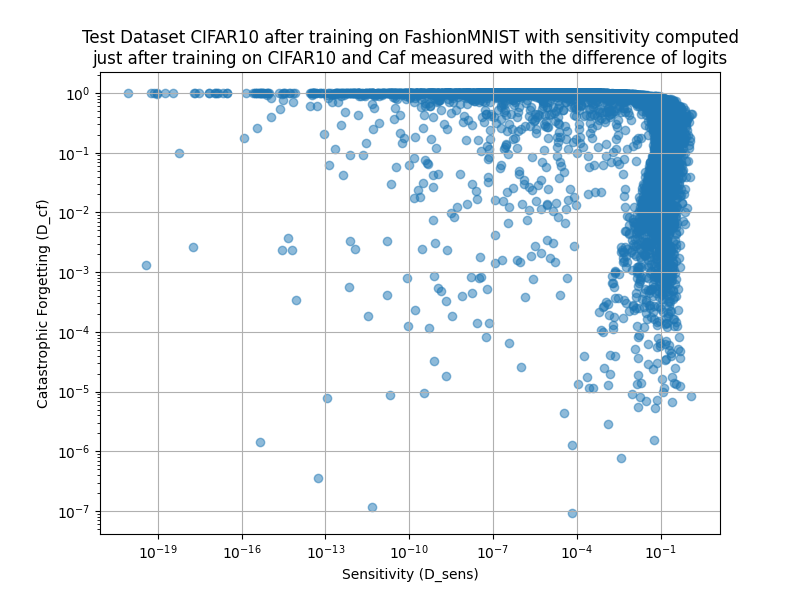 Test Dataset CIFAR10 after training on FashionMNIST with sensitivity computed
just after training on CIFAR10 and Caf measured with the difference of logits
Catastrophic Forgetting (D_cf)
10⁰
10⁻¹
10⁻²
10⁻³
10⁻⁴
10⁻⁵
10⁻⁶
10⁻⁷
10⁻¹⁹ 10⁻¹⁶ 10⁻¹³ 10⁻¹⁰ 10⁻⁷ 10⁻⁴ 10⁻¹
Sensitivity (D_sens)